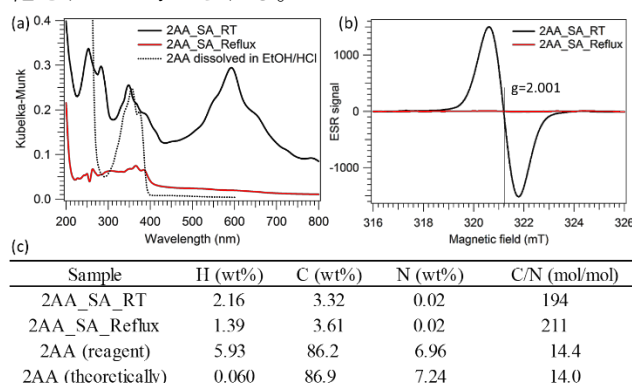 (a)
2AA_SA_RT
2AA_SA_Reflux
2AA dissolved in EtOH/HCl
Kubelka-Munk
0.4
0.3
0.2
0.1
0.0
200 300 400 500 600 700 800
Wavelength (nm)
(b)
2AA_SA_RT
2AA_SA_Reflux
g=2.001
ESR signal
1000
0
-1000
316 318 320 322 324 326
Magnetic field (mT)
(c)
Sample H (wt%) C (wt%) N (wt%) C/N (mol/mol)
2AA_SA_RT 2.16 3.32 0.02 194
2AA_SA_Reflux 1.39 3.61 0.02 211
2AA (reagent) 5.93 86.2 6.96 14.4
2AA (theoretically) 0.060 86.9 7.24 14.0